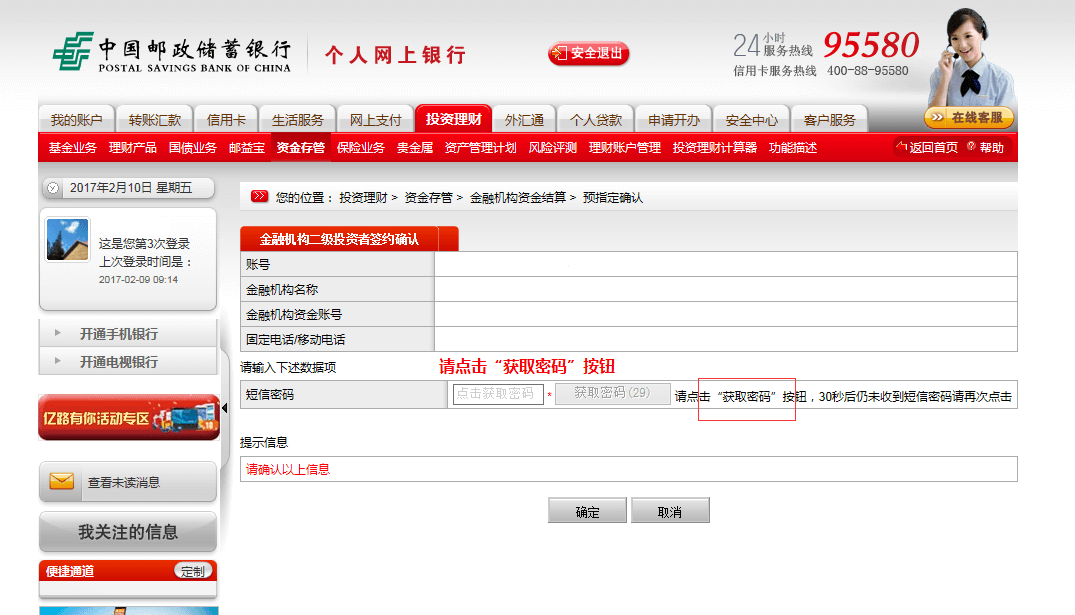 中国邮政储蓄银行
POSTAL SAVINGS BANK OF CHINA
个人网上银行
安全退出
24小时服务热线 95580
信用卡服务热线 400-88-95580
在线客服
我的账户 转账汇款 信用卡 生活服务 网上支付 投资理财 外汇通 个人贷款 申请开办 安全中心 客户服务
基金业务 理财产品 国债业务 邮益宝 资金存管 保险业务 贵金属 资产管理计划 风险评测 理财账户管理 投资理财计算器 功能描述 返回首页 帮助
2017年2月10日 星期五
您的位置： 投资理财 > 资金存管 > 金融机构资金结算 > 预指定确认
这是您第3次登录
上次登录时间是：
2017-02-09 09:14
开通手机银行
开通电视银行
亿路有你活动专区
查看未读消息
我关注的信息
便捷通道 定制
金融机构二级投资者签约确认
账号
金融机构名称
金融机构资金账号
固定电话/移动电话
请输入下述数据项 请点击“获取密码”按钮
短信密码 点击获取密码 * 获取密码(29) 请点击“获取密码”按钮，30秒后仍未收到短信密码请再次点击
提示信息
请确认以上信息
确定 取消